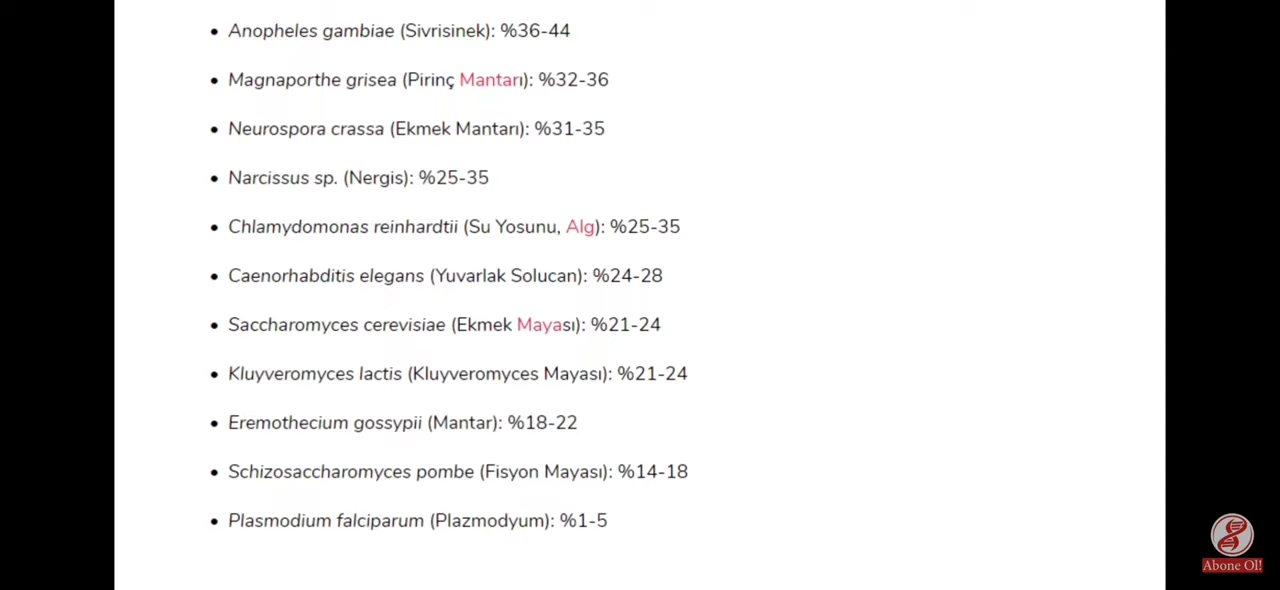 • Anopheles gambiae (Sivrisinek): %36-44
• Magnaporthe grisea (Pirinç Mantarı): %32-36
• Neurospora crassa (Ekmek Mantarı): %31-35
• Narcissus sp. (Nergis): %25-35
• Chlamydomonas reinhardtii (Su Yosunu, Alg): %25-35
• Caenorhabditis elegans (Yuvarlak Solucan): %24-28
• Saccharomyces cerevisiae (Ekmek Mayası): %21-24
• Kluyveromyces lactis (Kluyveromyces Mayası): %21-24
• Eremothecium gossypii (Mantar): %18-22
• Schizosaccharomyces pombe (Fisyon Mayası): %14-18
• Plasmodium falciparum (Plazmodyum): %1-5
Abone Ol!